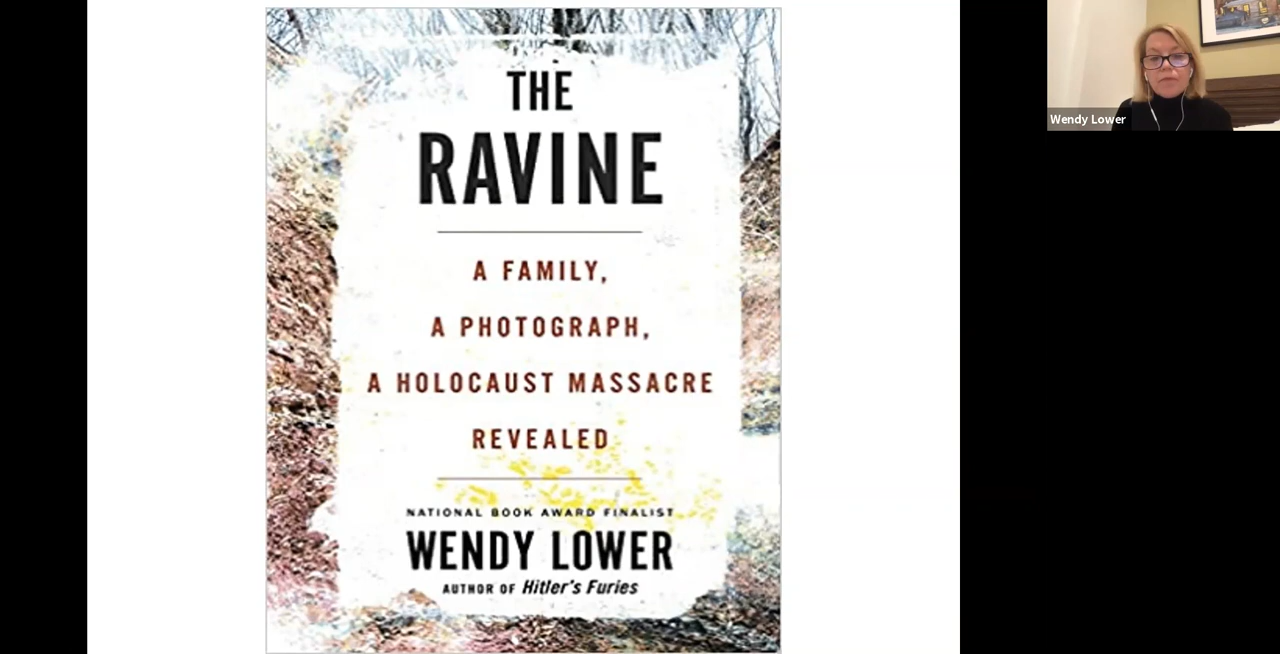 THE
RAVINE
A FAMILY,
A PHOTOGRAPH,
A HOLOCAUST MASSACRE
REVEALED
NATIONAL BOOK AWARD FINALIST
WENDY LOWER
AUTHOR OF Hitler's Furies
Wendy Lower